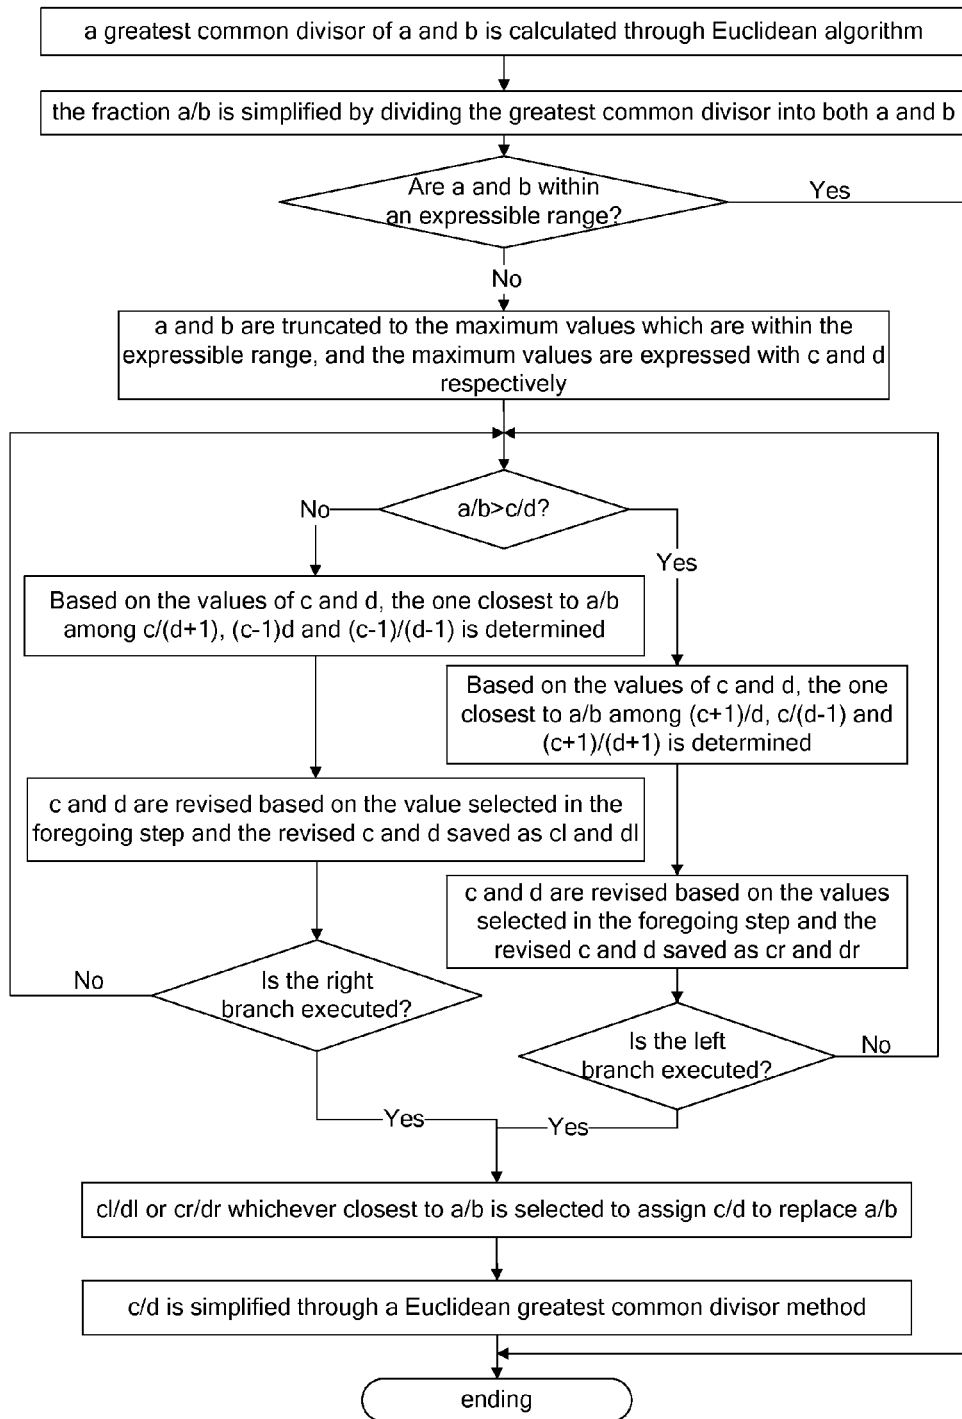 a greatest common divisor of a and b is calculated through Euclidean algorithm
the fraction a/b is simplified by dividing the greatest common divisor into both a and b
Are a and b within
an expressible range?
Yes
No
a and b are truncated to the maximum values which are within the
expressible range, and the maximum values are expressed with c and d
respectively
a/b>c/d?
No
Yes
Based on the values of c and d, the one closest to a/b
among c/(d+1), (c-1)d and (c-1)/(d-1) is determined
Based on the values of c and d, the one
closest to a/b among (c+1)/d, c/(d-1) and
(c+1)/(d+1) is determined
c and d are revised based on the value selected in the
foregoing step and the revised c and d saved as cl and dl
c and d are revised based on the values
selected in the foregoing step and the
revised c and d saved as cr and dr
Is the right
branch executed?
No
Is the left
branch executed?
No
Yes
Yes
cl/dl or cr/dr whichever closest to a/b is selected to assign c/d to replace a/b
c/d is simplified through a Euclidean greatest common divisor method
ending